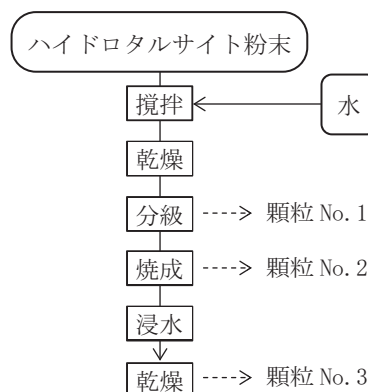 ハイドロタルサイト粉末
撹拌
水
乾燥
分級 ----> 顆粒 No.1
焼成 ----> 顆粒 No.2
浸水
乾燥 ----> 顆粒 No.3